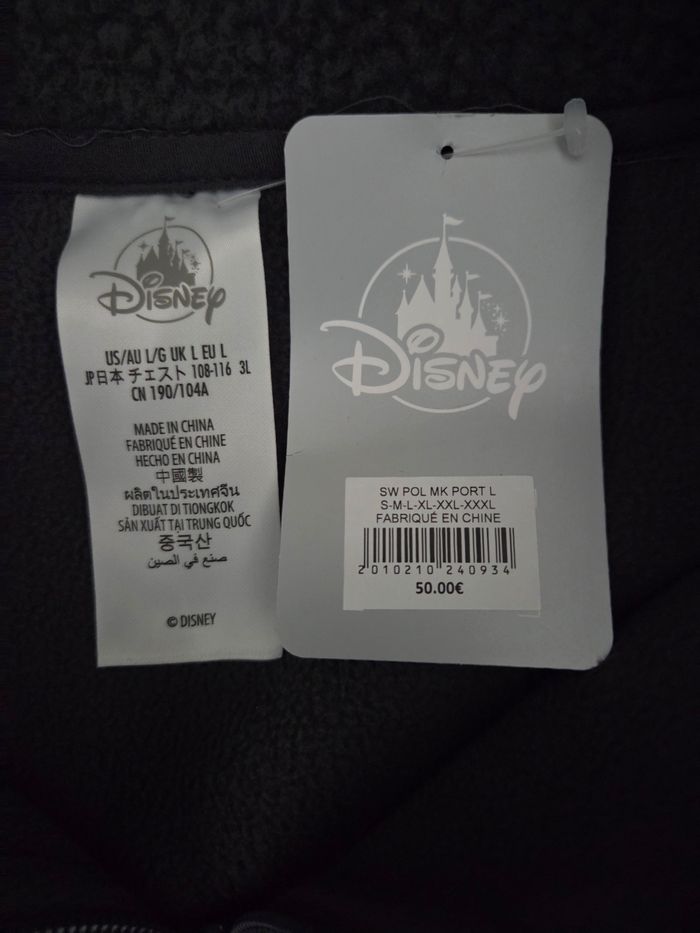 DISNEY
US/AU L/G UK L EU L
JP日本 チェスト 108-116 3L
CN 190/104A
MADE IN CHINA
FABRIQUÉ EN CHINE
HECHO EN CHINA
中國製
ผลิตในประเทศจีน
DIBUAT DI TIONGKOK
SẢN XUẤT TẠI TRUNG QUỐC
중국산
صنع في الصين
© DISNEY
DISNEY
SW POL MK PORT L
S-M-L-XL-XXL-XXXL
FABRIQUÉ EN CHINE
2 010210 240934
50.00€